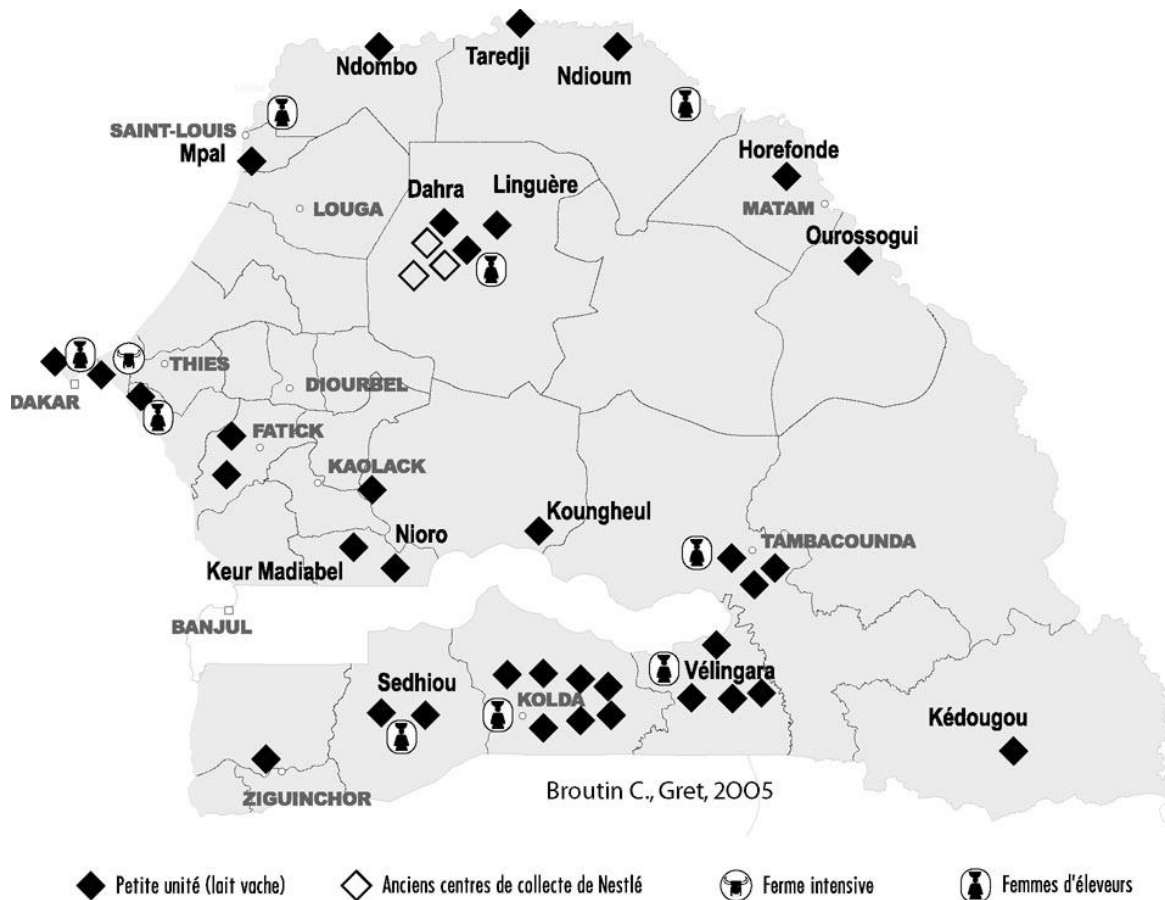 Ndombo
Taredji
Ndioum
SAINT-LOUIS
Mpal
Horefonde
Dahra
Linguère
LOUGA
MATAM
Ourossogui
THIES
DIOURBEL
DAKAR
FATICK
KAOLACK
Koungheul
Nioro
TAMBACOUNDA
Keur Madiabel
BANJUL
Sedhiou
Vélingara
KOLDA
Kédougou
ZIGUINCHOR
Broutin C., Gret, 2005
Petite unité (lait vache)
Anciens centres de collecte de Nestlé
Ferme intensive
Femmes d'éleveurs